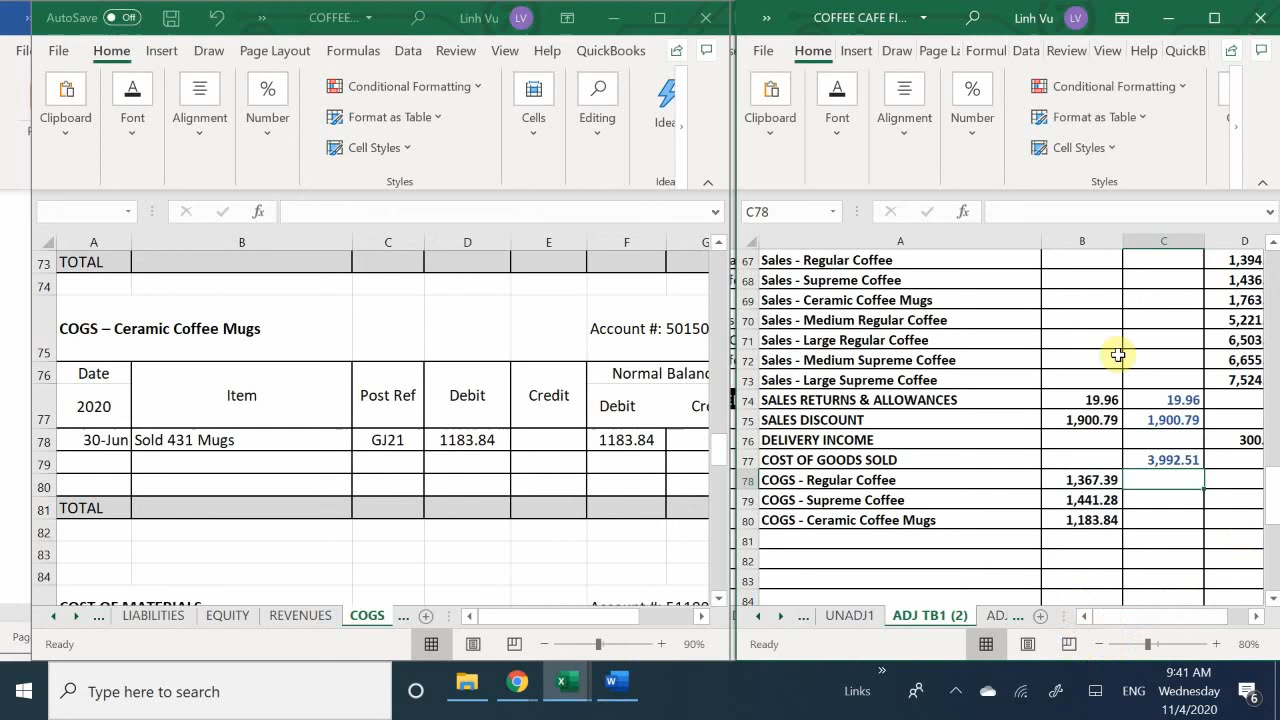 AutoSave Off
COFFEE...
Linh Vu
LV
COFFEE CAFE FI...
Linh Vu
LV
File Home Insert Draw Page Layout Formulas Data Review View Help QuickBooks
File Home Insert Draw Page La Formul Data Review View Help QuickB
Clipboard
Font
Alignment
Number
Conditional Formatting
Format as Table
Cell Styles
Styles
Cells
Editing
Idea
Idea
Clipboard
Font
Alignment
Number
Conditional Formatting
Format as Table
Cell Styles
Styles
fx
C78
fx
A B C D E F G
73 TOTAL
74
75 COGS – Ceramic Coffee Mugs Account #: 50150
76 Date Item Post Ref Debit Credit Normal Balanc
77 2020 Debit Cre
78 30-Jun Sold 431 Mugs GJ21 1183.84 1183.84
79
80
81 TOTAL
82
83
84
COST OF MATERIALS
A B C D
67 Sales - Regular Coffee 1,394
68 Sales - Supreme Coffee 1,436
69 Sales - Ceramic Coffee Mugs 1,763
70 Sales - Medium Regular Coffee 5,221
71 Sales - Large Regular Coffee 6,503
72 Sales - Medium Supreme Coffee 6,655
73 Sales - Large Supreme Coffee 7,524
74 SALES RETURNS & ALLOWANCES 19.96 19.96
75 SALES DISCOUNT 1,900.79 1,900.79
76 DELIVERY INCOME 300.
77 COST OF GOODS SOLD 3,992.51
78 COGS - Regular Coffee 1,367.39
79 COGS - Supreme Coffee 1,441.28
80 COGS - Ceramic Coffee Mugs 1,183.84
81
82
83
84
... LIABILITIES EQUITY REVENUES COGS ...
... UNADJ1 ADJ TB1 (2) ADJ ...
Ready 90%
Ready 80%
Type here to search
Links
ENG
9:41 AM
Wednesday
11/4/2020
6